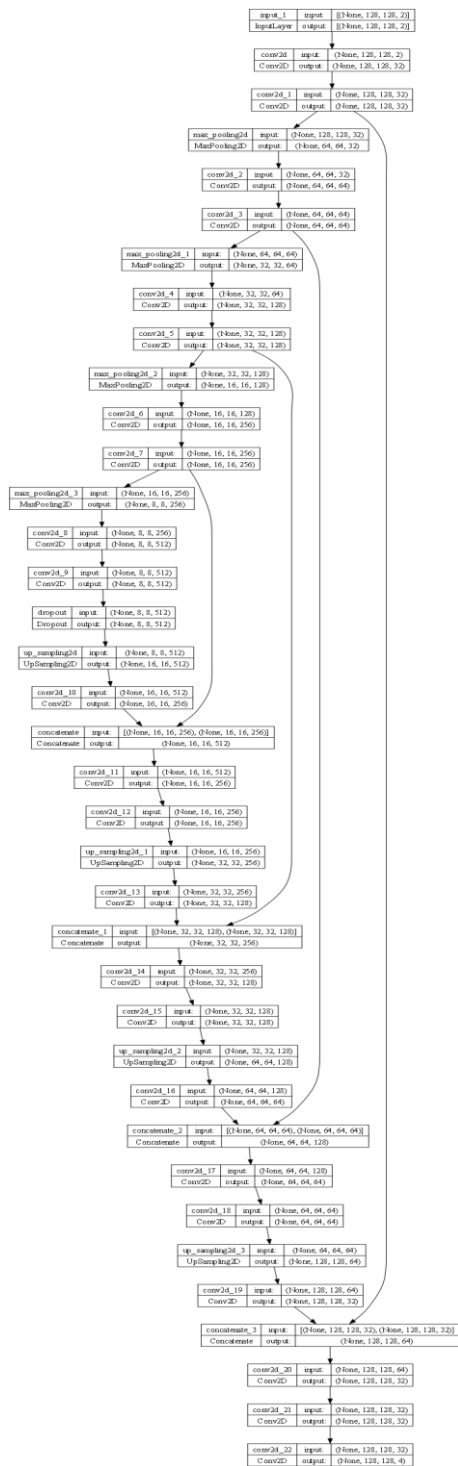 input_1 input: [(None, 128, 128, 2)]
InputLayer output: [(None, 128, 128, 2)]
conv2d input: (None, 128, 128, 2)
Conv2D output: (None, 128, 128, 32)
conv2d_1 input: (None, 128, 128, 32)
Conv2D output: (None, 128, 128, 32)
max_pooling2d input: (None, 128, 128, 32)
MaxPooling2D output: (None, 64, 64, 32)
conv2d_2 input: (None, 64, 64, 32)
Conv2D output: (None, 64, 64, 64)
conv2d_3 input: (None, 64, 64, 64)
Conv2D output: (None, 64, 64, 64)
max_pooling2d_1 input: (None, 64, 64, 64)
MaxPooling2D output: (None, 32, 32, 64)
conv2d_4 input: (None, 32, 32, 64)
Conv2D output: (None, 32, 32, 128)
conv2d_5 input: (None, 32, 32, 128)
Conv2D output: (None, 32, 32, 128)
max_pooling2d_2 input: (None, 32, 32, 128)
MaxPooling2D output: (None, 16, 16, 128)
conv2d_6 input: (None, 16, 16, 128)
Conv2D output: (None, 16, 16, 256)
conv2d_7 input: (None, 16, 16, 256)
Conv2D output: (None, 16, 16, 256)
max_pooling2d_3 input: (None, 16, 16, 256)
MaxPooling2D output: (None, 8, 8, 256)
conv2d_8 input: (None, 8, 8, 256)
Conv2D output: (None, 8, 8, 512)
conv2d_9 input: (None, 8, 8, 512)
Conv2D output: (None, 8, 8, 512)
dropout input: (None, 8, 8, 512)
Dropout output: (None, 8, 8, 512)
up_sampling2d input: (None, 8, 8, 512)
UpSampling2D output: (None, 16, 16, 512)
conv2d_10 input: (None, 16, 16, 512)
Conv2D output: (None, 16, 16, 256)
concatenate input: [(None, 16, 16, 256), (None, 16, 16, 256)]
Concatenate output: (None, 16, 16, 512)
conv2d_11 input: (None, 16, 16, 512)
Conv2D output: (None, 16, 16, 256)
conv2d_12 input: (None, 16, 16, 256)
Conv2D output: (None, 16, 16, 256)
up_sampling2d_1 input: (None, 16, 16, 256)
UpSampling2D output: (None, 32, 32, 256)
conv2d_13 input: (None, 32, 32, 256)
Conv2D output: (None, 32, 32, 128)
concatenate_1 input: [(None, 32, 32, 128), (None, 32, 32, 128)]
Concatenate output: (None, 32, 32, 256)
conv2d_14 input: (None, 32, 32, 256)
Conv2D output: (None, 32, 32, 128)
conv2d_15 input: (None, 32, 32, 128)
Conv2D output: (None, 32, 32, 128)
up_sampling2d_2 input: (None, 32, 32, 128)
UpSampling2D output: (None, 64, 64, 128)
conv2d_16 input: (None, 64, 64, 128)
Conv2D output: (None, 64, 64, 64)
concatenate_2 input: [(None, 64, 64, 64), (None, 64, 64, 64)]
Concatenate output: (None, 64, 64, 128)
conv2d_17 input: (None, 64, 64, 128)
Conv2D output: (None, 64, 64, 64)
conv2d_18 input: (None, 64, 64, 64)
Conv2D output: (None, 64, 64, 64)
up_sampling2d_3 input: (None, 64, 64, 64)
UpSampling2D output: (None, 128, 128, 64)
conv2d_19 input: (None, 128, 128, 64)
Conv2D output: (None, 128, 128, 32)
concatenate_3 input: [(None, 128, 128, 32), (None, 128, 128, 32)]
Concatenate output: (None, 128, 128, 64)
conv2d_20 input: (None, 128, 128, 64)
Conv2D output: (None, 128, 128, 32)
conv2d_21 input: (None, 128, 128, 32)
Conv2D output: (None, 128, 128, 32)
conv2d_22 input: (None, 128, 128, 32)
Conv2D output: (None, 128, 128, 4)